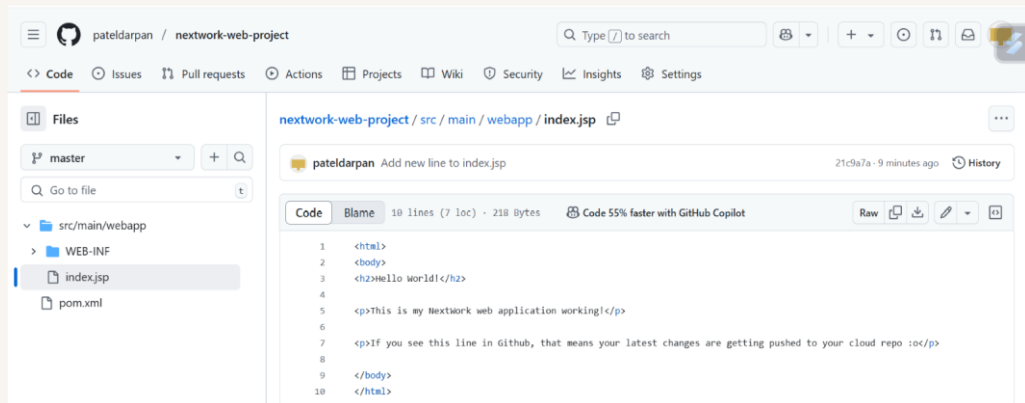 pateldarpan / nextwork-web-project
Type / to search
<> Code Issues Pull requests Actions Projects Wiki Security Insights Settings
Files
master
Go to file t
src/main/webapp
WEB-INF
index.jsp
pom.xml
nextwork-web-project / src / main / webapp / index.jsp
pateldarpan Add new line to index.jsp 21c9a7a · 9 minutes ago History
Code Blame 10 lines (7 loc) · 218 Bytes Code 55% faster with GitHub Copilot Raw
1 <html>
2 <body>
3 <h2>Hello World!</h2>
4
5 <p>This is my NextWork web application working!</p>
6
7 <p>If you see this line in Github, that means your latest changes are getting pushed to your cloud repo :o</p>
8
9 </body>
10 </html>